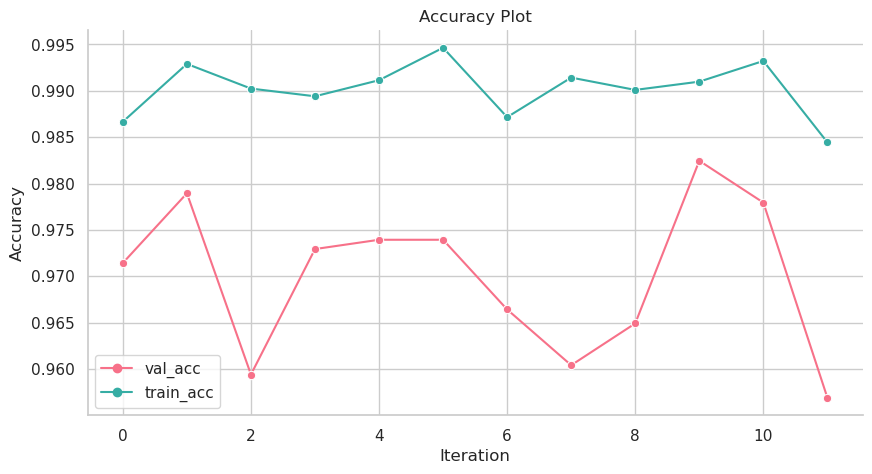 Accuracy Plot
0.995
0.990
0.985
0.980
0.975
0.970
0.965
0.960
Accuracy
val_acc
train_acc
0 2 4 6 8 10
Iteration